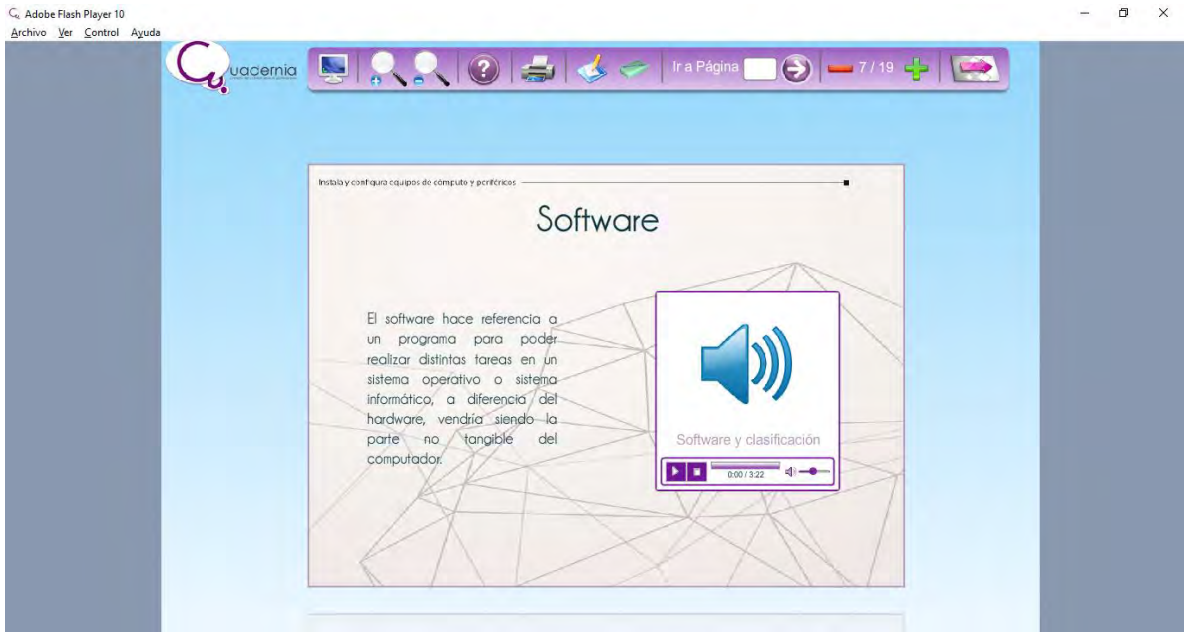 Adobe Flash Player 10
Archivo Ver Control Ayuda
Cuadernia
Ir a Página
7 / 19
Instala y configura equipos de cómputo y periféricos
Software
El software hace referencia a
un programa para poder
realizar distintas tareas en un
sistema operativo o sistema
informático, a diferencia del
hardware, vendría siendo la
parte no tangible del
computador.
Software y clasificación
0:00 / 3:22